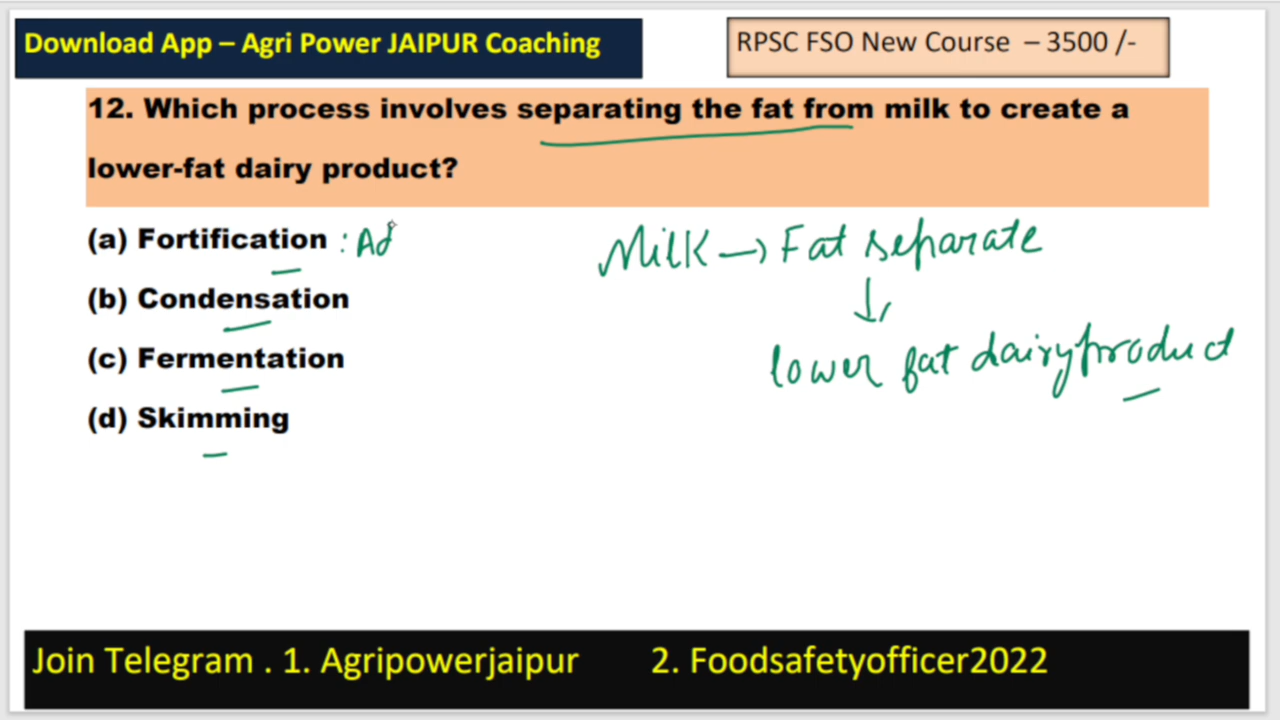 Download App – Agri Power JAIPUR Coaching
RPSC FSO New Course – 3500 /-
12. Which process involves separating the fat from milk to create a
lower-fat dairy product?
(a) Fortification : Ad
(b) Condensation
(c) Fermentation
(d) Skimming
Milk → Fat separate
↓
lower fat dairy product
Join Telegram . 1. Agripowerjaipur 2. Foodsafetyofficer2022